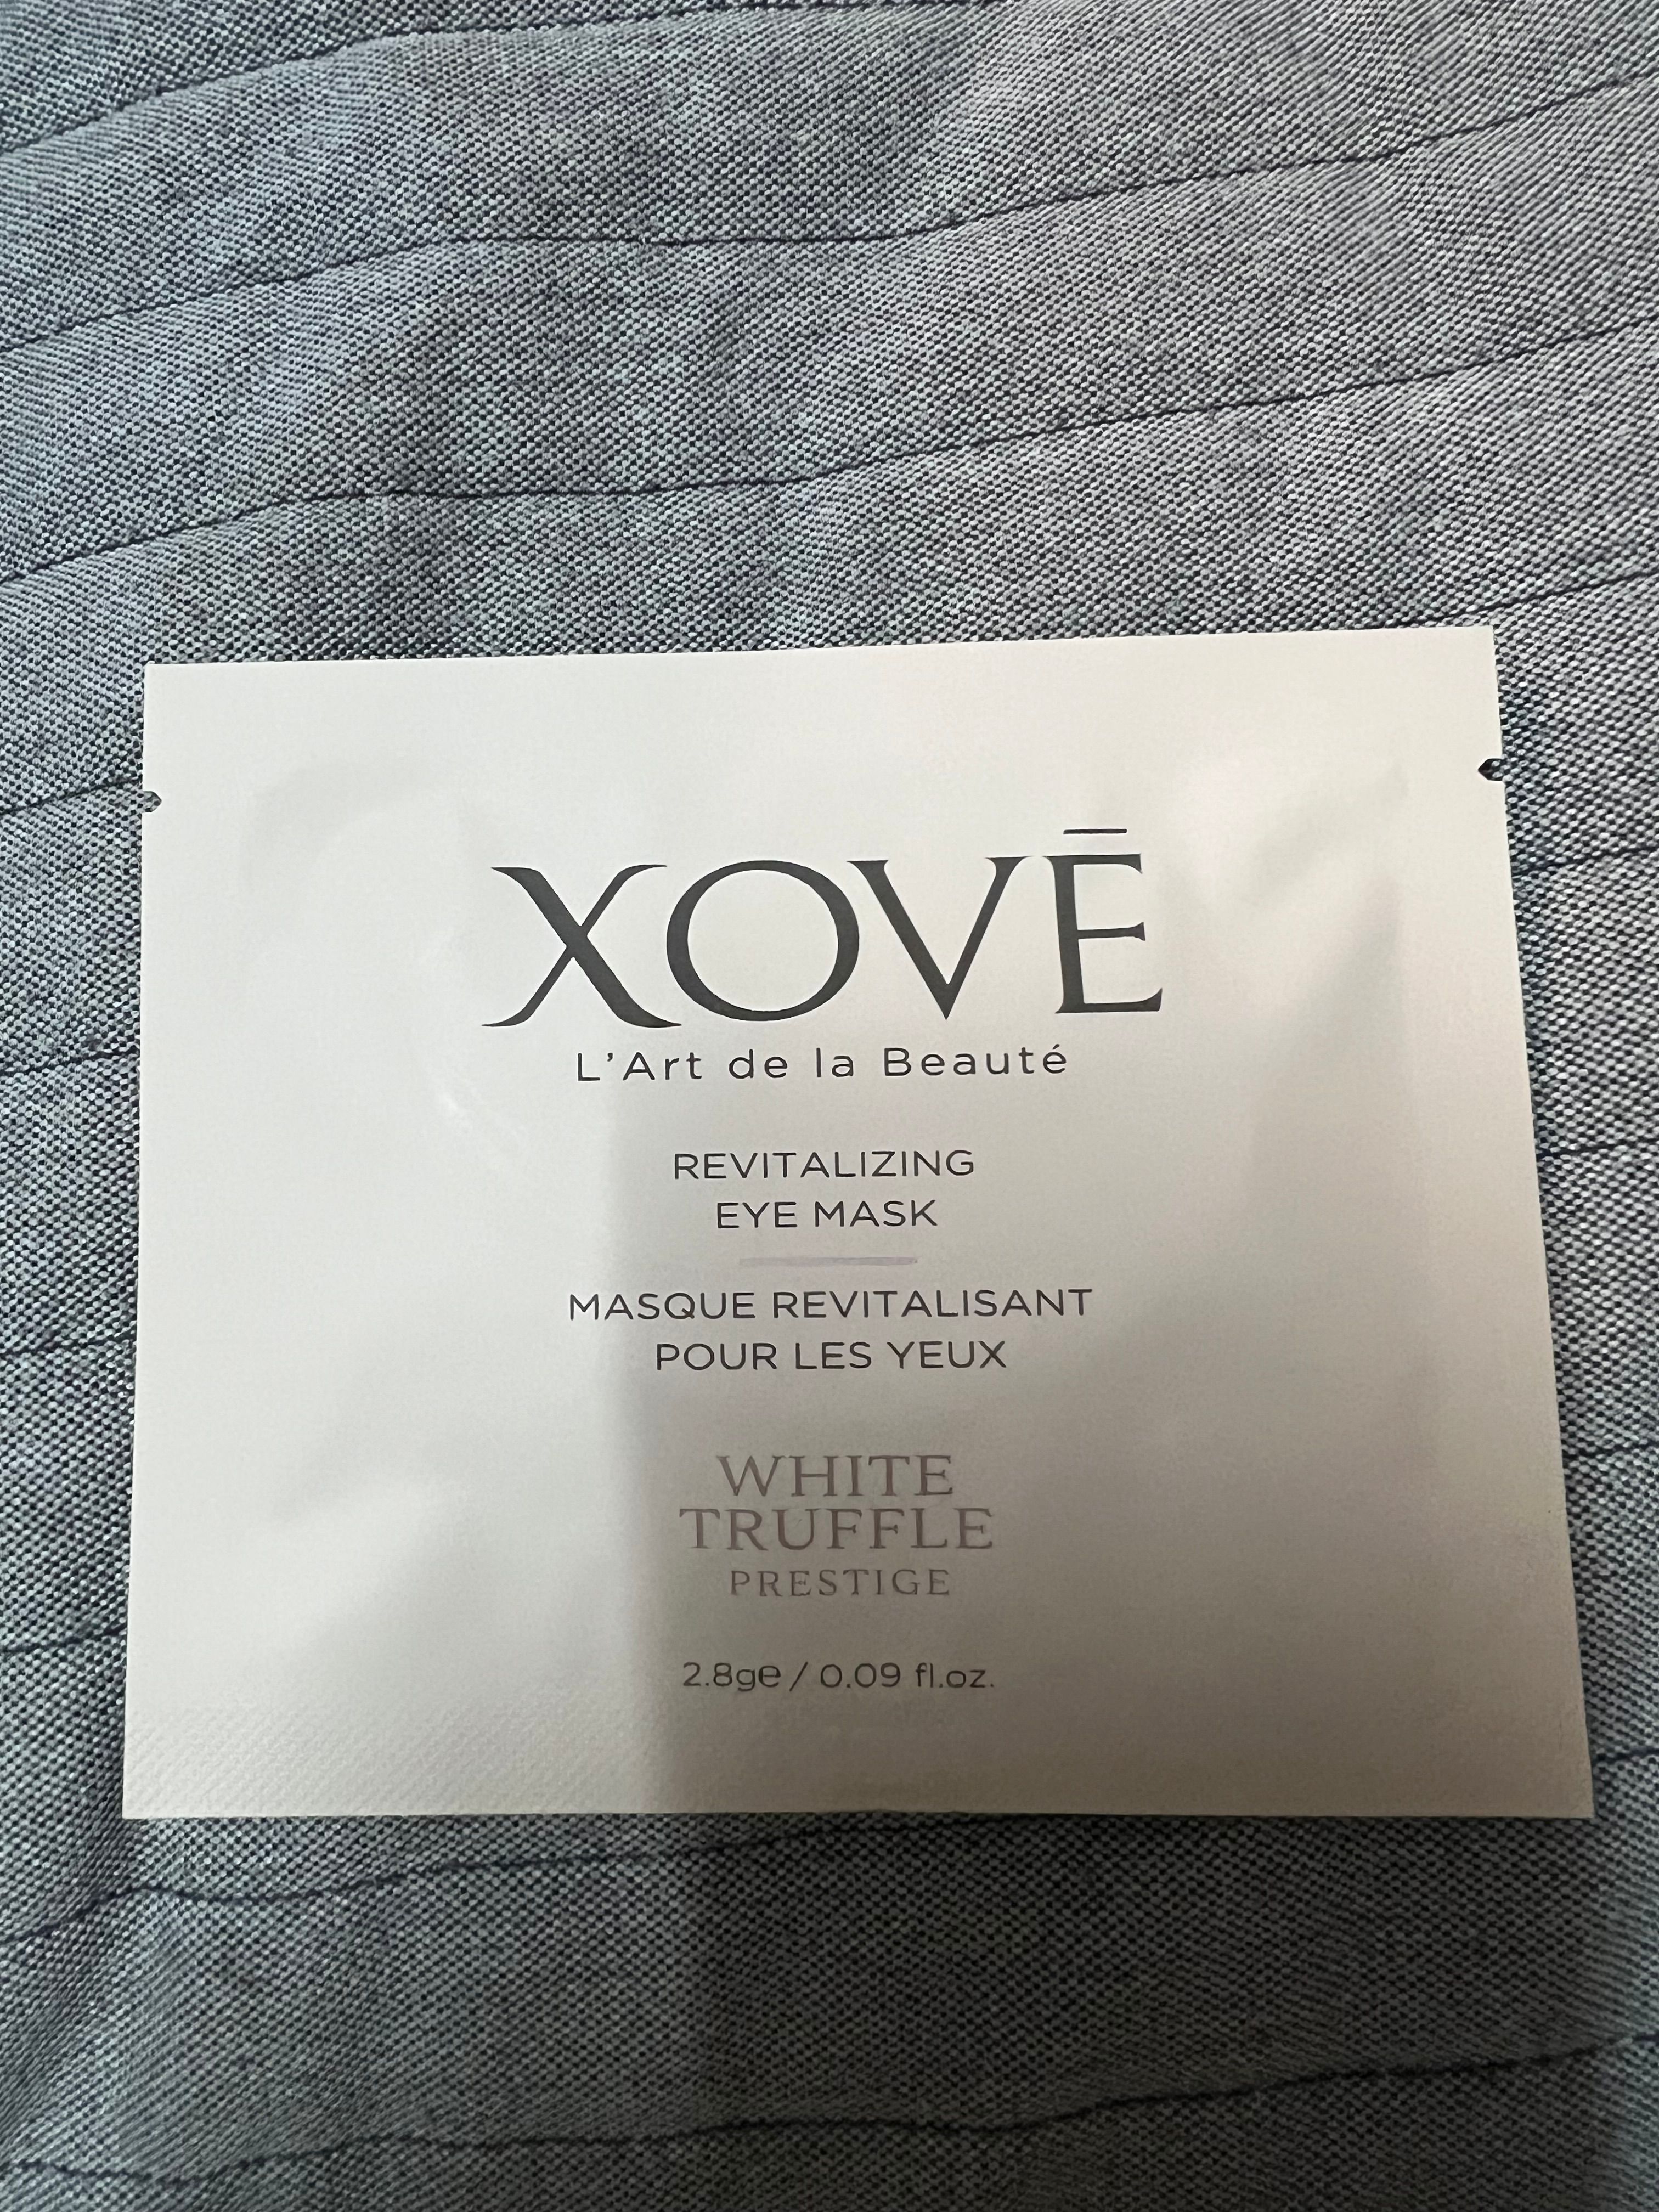 XOVĒ
L'Art de la Beauté
REVITALIZING
EYE MASK
MASQUE REVITALISANT
POUR LES YEUX
WHITE
TRUFFLE
PRESTIGE
2.8ge / 0.09 fl.oz.